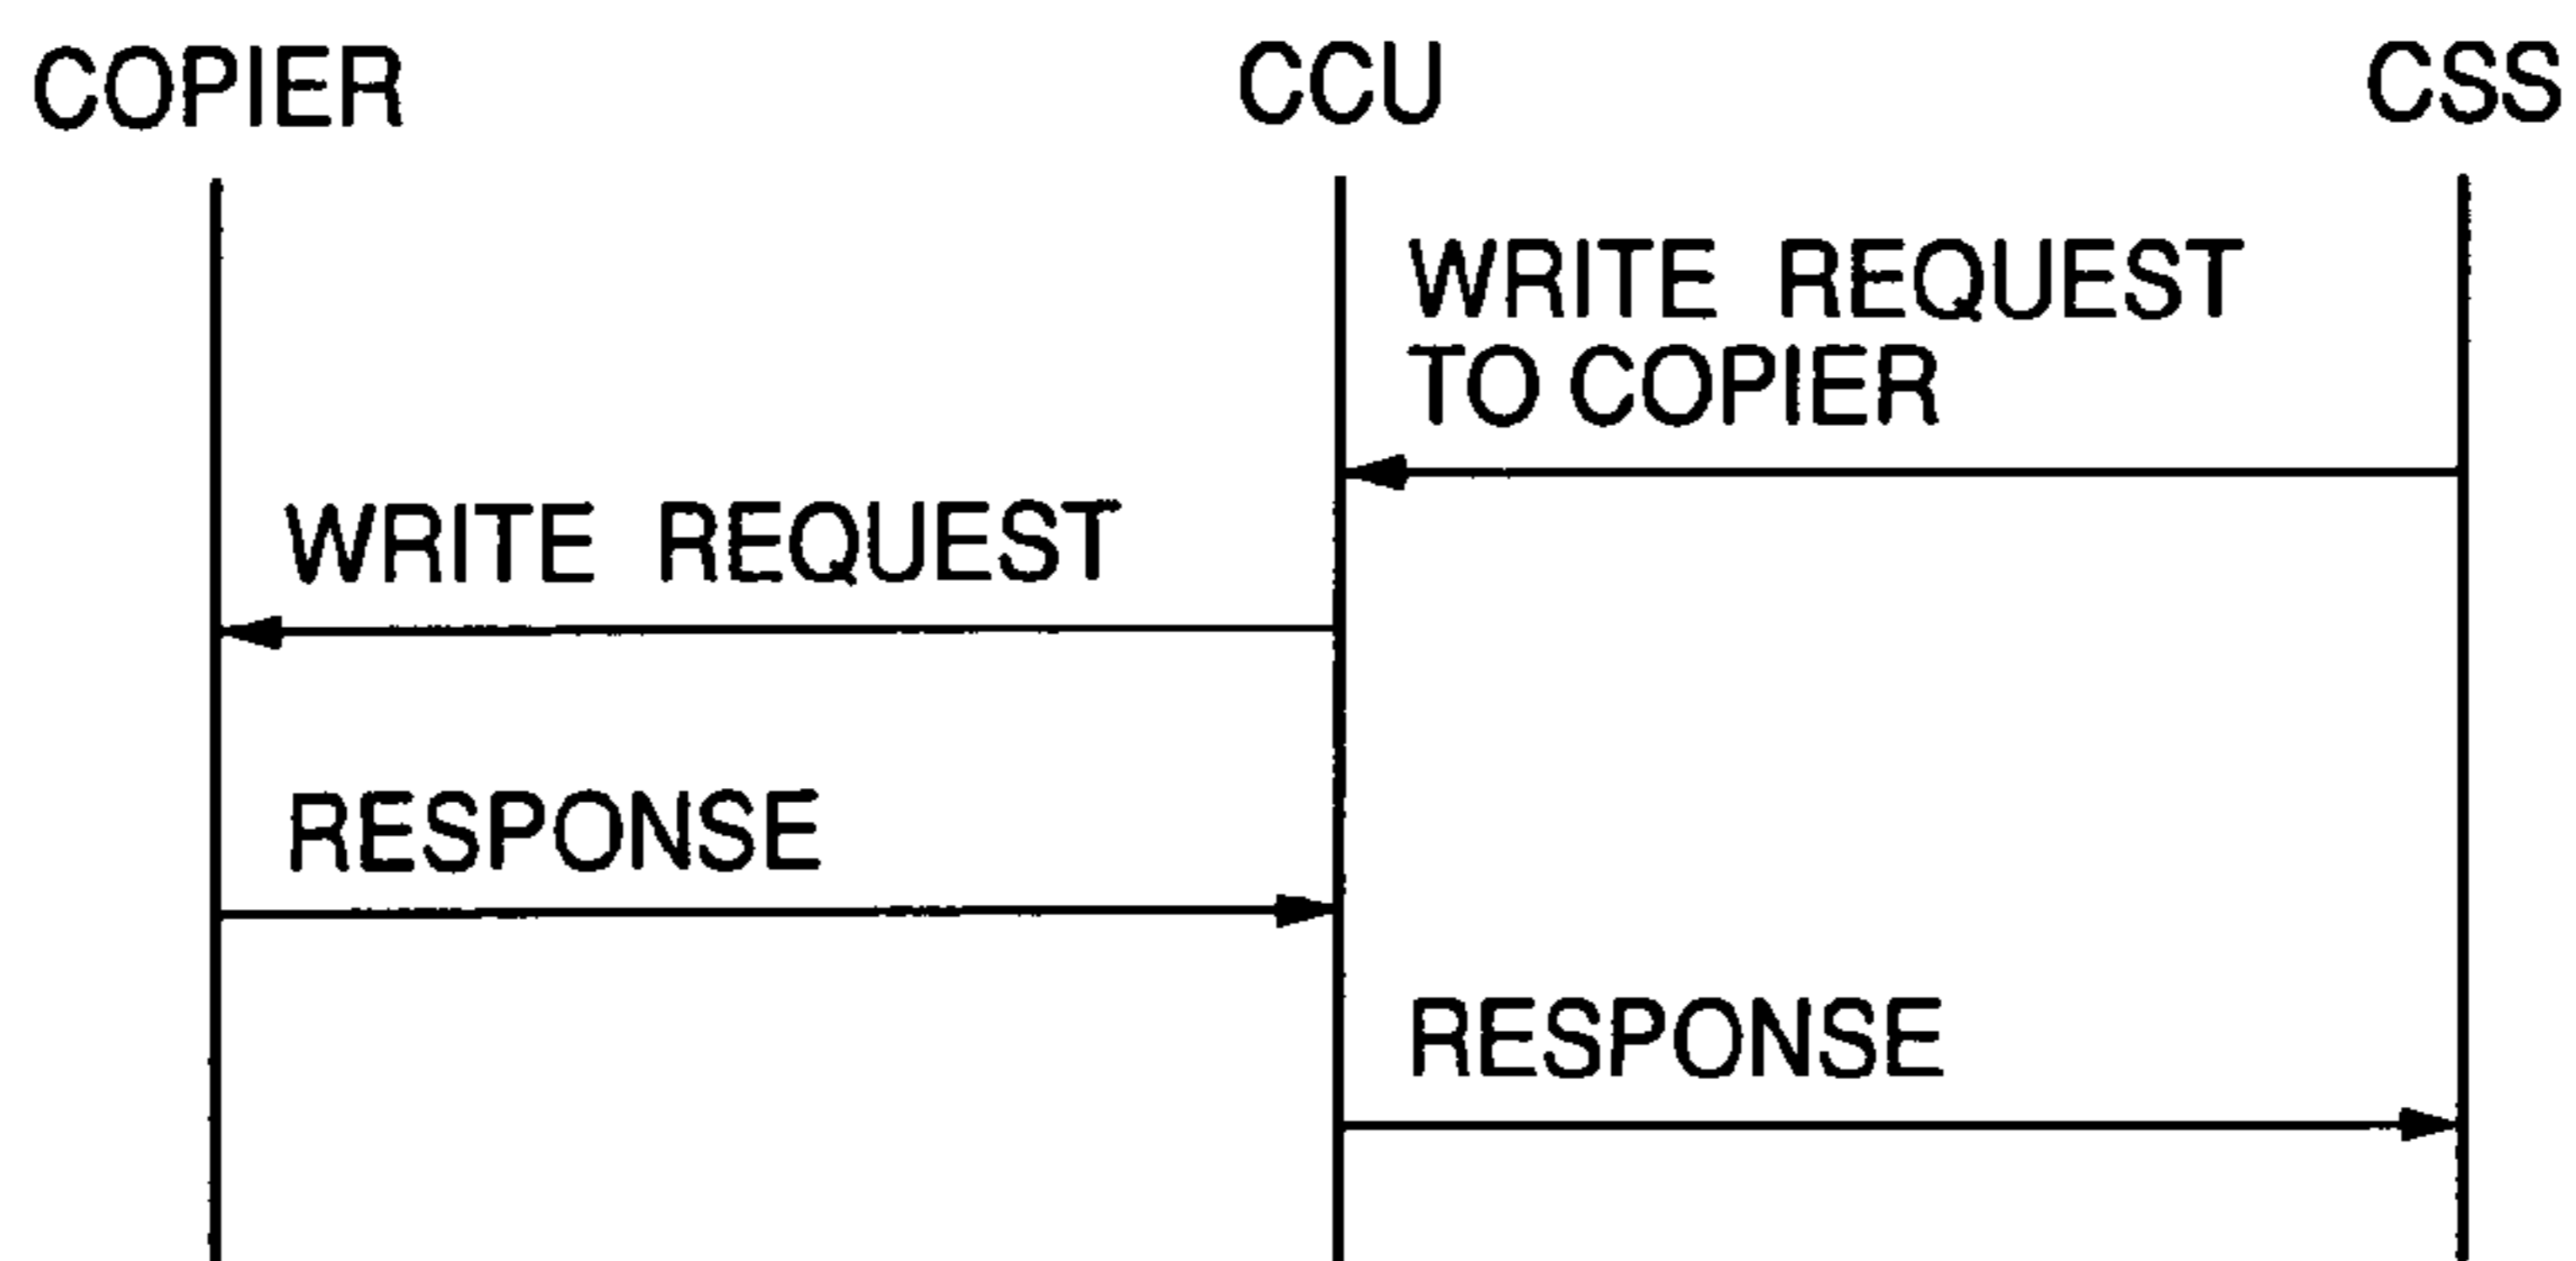 COPIER CCU CSS
WRITE REQUEST
TO COPIER
WRITE REQUEST
RESPONSE
RESPONSE